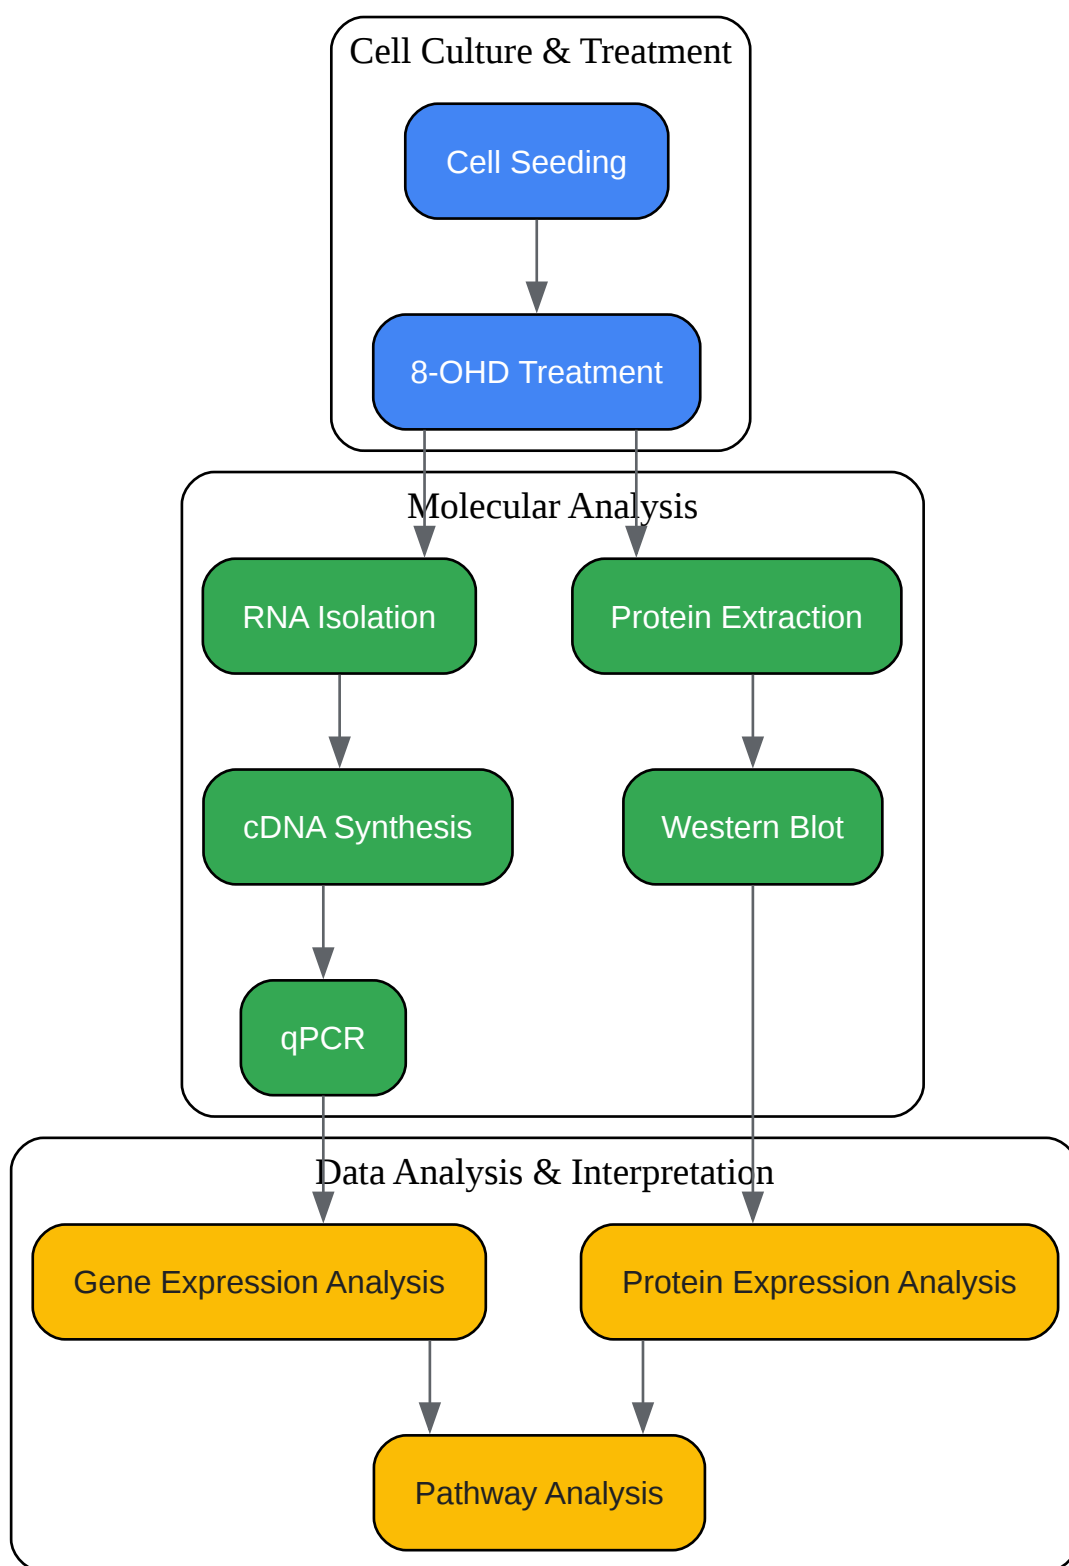 Cell Culture & Treatment
Cell Seeding
8-OHD Treatment
Molecular Analysis
RNA Isolation
Protein Extraction
cDNA Synthesis
Western Blot
qPCR
Data Analysis & Interpretation
Gene Expression Analysis
Protein Expression Analysis
Pathway Analysis